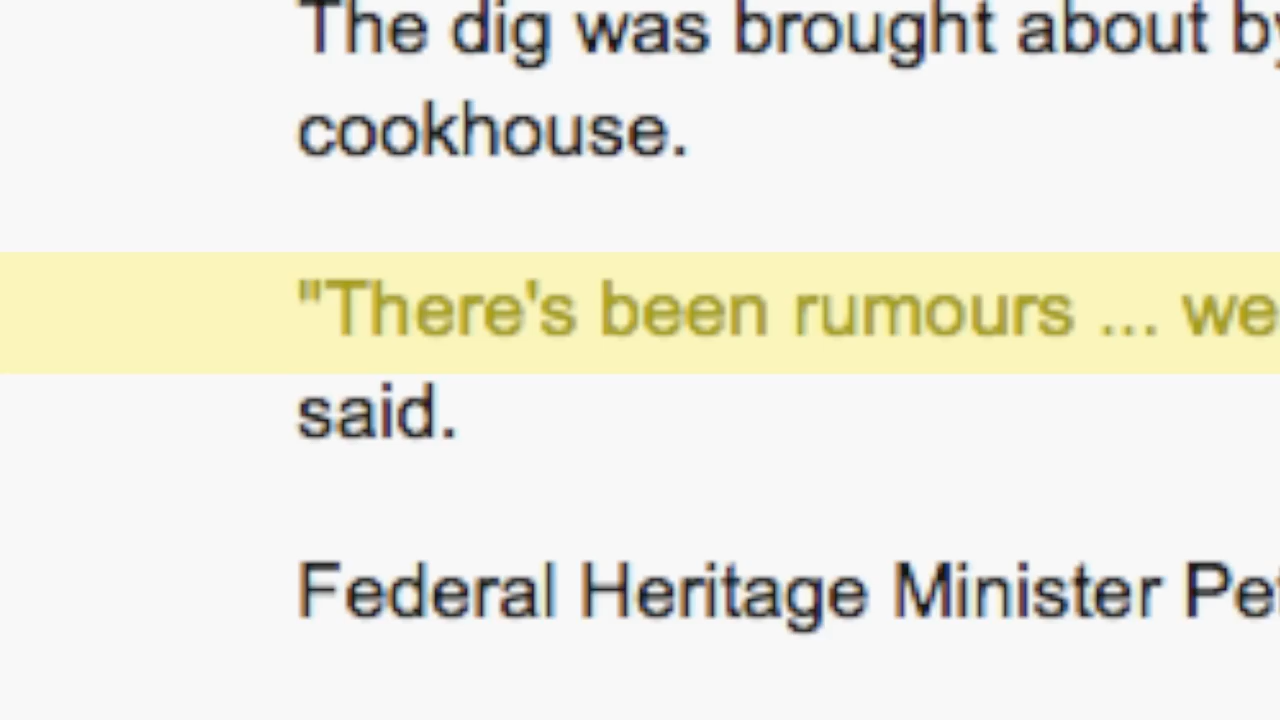 The dig was brought about by
cookhouse.
"There's been rumours ... we
said.
Federal Heritage Minister